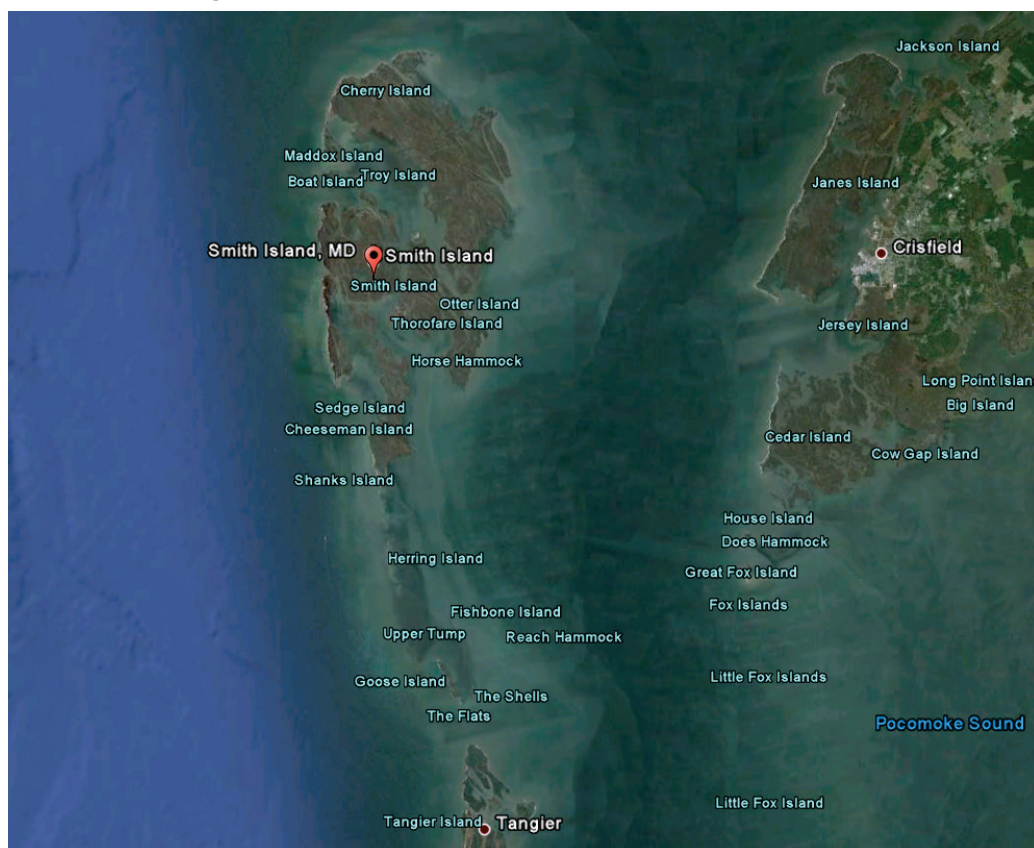 Jackson Island
Cherry Island
Maddox Island
Troy Island
Boat Island
Janes Island
Smith Island, MD
Smith Island
Crisfield
Smith Island
Otter Island
Thorofare Island
Jersey Island
Horse Hammock
Long Point Islan
Sedge Island
Big Island
Cheeseman Island
Cedar Island
Cow Gap Island
Shanks Island
House Island
Does Hammock
Herring Island
Great Fox Island
Fox Islands
Fishbone Island
Upper Tump
Reach Hammock
Goose Island
Little Fox Islands
The Shells
The Flats
Pocomoke Sound
Little Fox Island
Tangier Island
Tangier